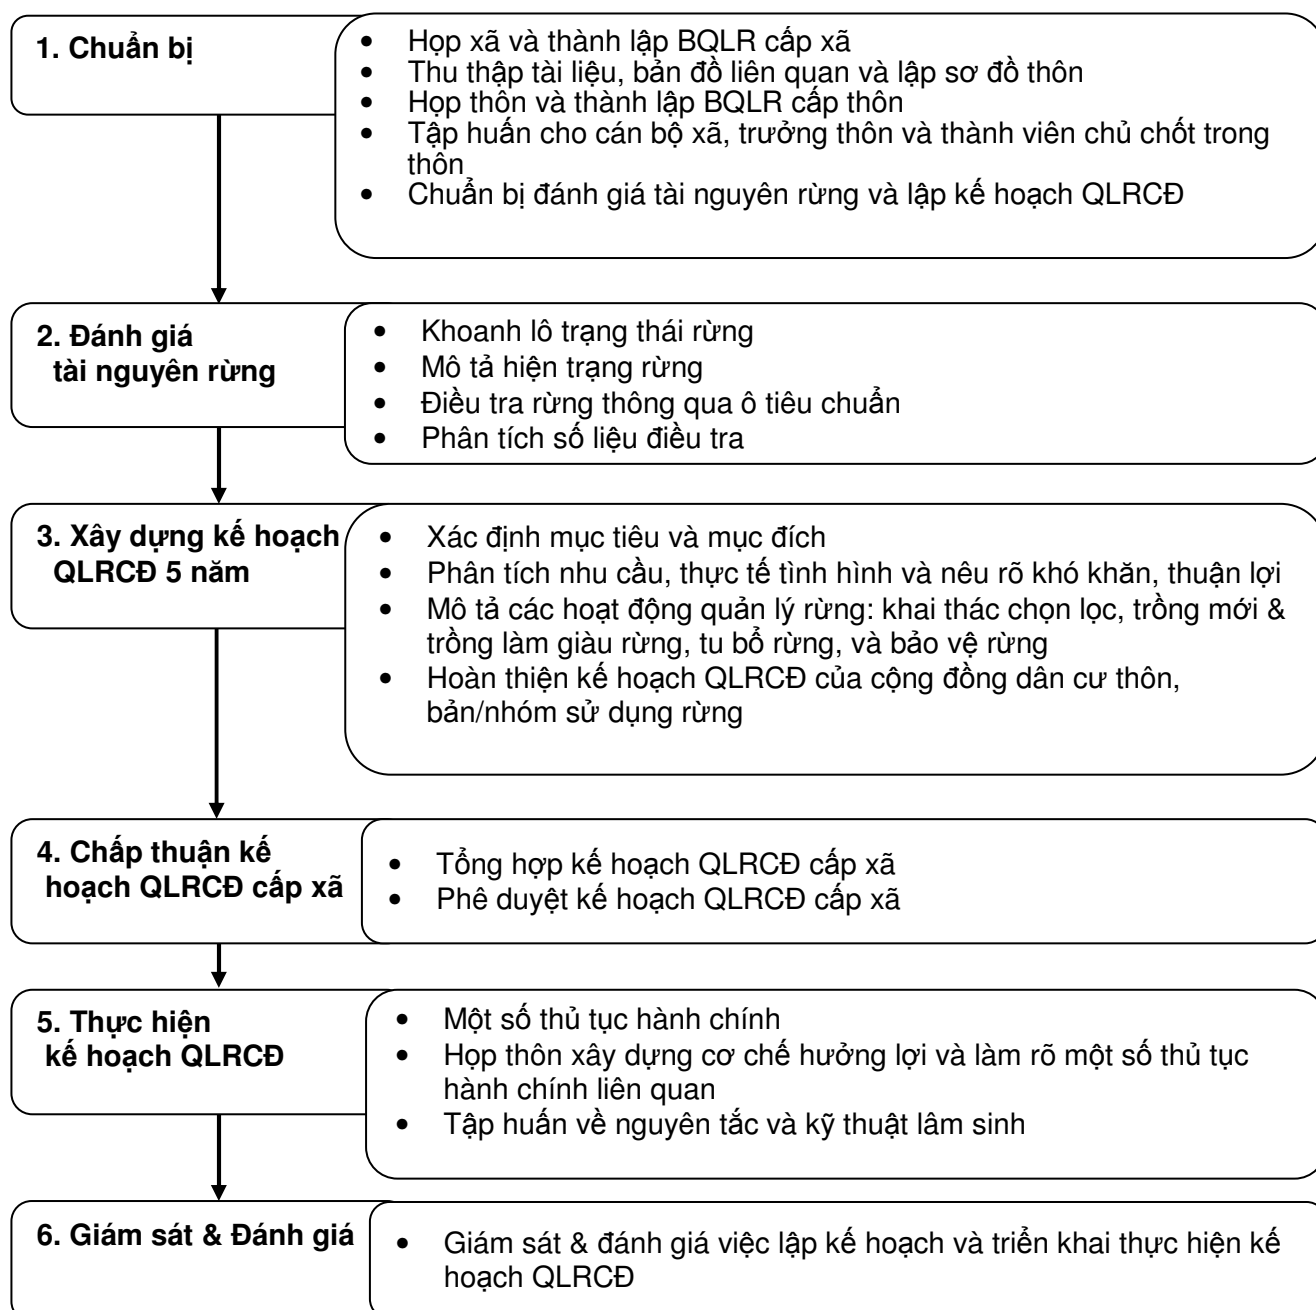 1. Chuẩn bị
• Họp xã và thành lập BQLR cấp xã
• Thu thập tài liệu, bản đồ liên quan và lập sơ đồ thôn
• Họp thôn và thành lập BQLR cấp thôn
• Tập huấn cho cán bộ xã, trưởng thôn và thành viên chủ chốt trong
thôn
• Chuẩn bị đánh giá tài nguyên rừng và lập kế hoạch QLRCĐ
2. Đánh giá
tài nguyên rừng
• Khoanh lô trạng thái rừng
• Mô tả hiện trạng rừng
• Điều tra rừng thông qua ô tiêu chuẩn
• Phân tích số liệu điều tra
3. Xây dựng kế hoạch
QLRCĐ 5 năm
• Xác định mục tiêu và mục đích
• Phân tích nhu cầu, thực tế tình hình và nêu rõ khó khăn, thuận lợi
• Mô tả các hoạt động quản lý rừng: khai thác chọn lọc, trồng mới &
trồng làm giàu rừng, tu bổ rừng, và bảo vệ rừng
• Hoàn thiện kế hoạch QLRCĐ của cộng đồng dân cư thôn,
bản/nhóm sử dụng rừng
4. Chấp thuận kế
hoạch QLRCĐ cấp xã
• Tổng hợp kế hoạch QLRCĐ cấp xã
• Phê duyệt kế hoạch QLRCĐ cấp xã
5. Thực hiện
kế hoạch QLRCĐ
• Một số thủ tục hành chính
• Họp thôn xây dựng cơ chế hưởng lợi và làm rõ một số thủ tục
hành chính liên quan
• Tập huấn về nguyên tắc và kỹ thuật lâm sinh
6. Giám sát & Đánh giá
• Giám sát & đánh giá việc lập kế hoạch và triển khai thực hiện kế
hoạch QLRCĐ